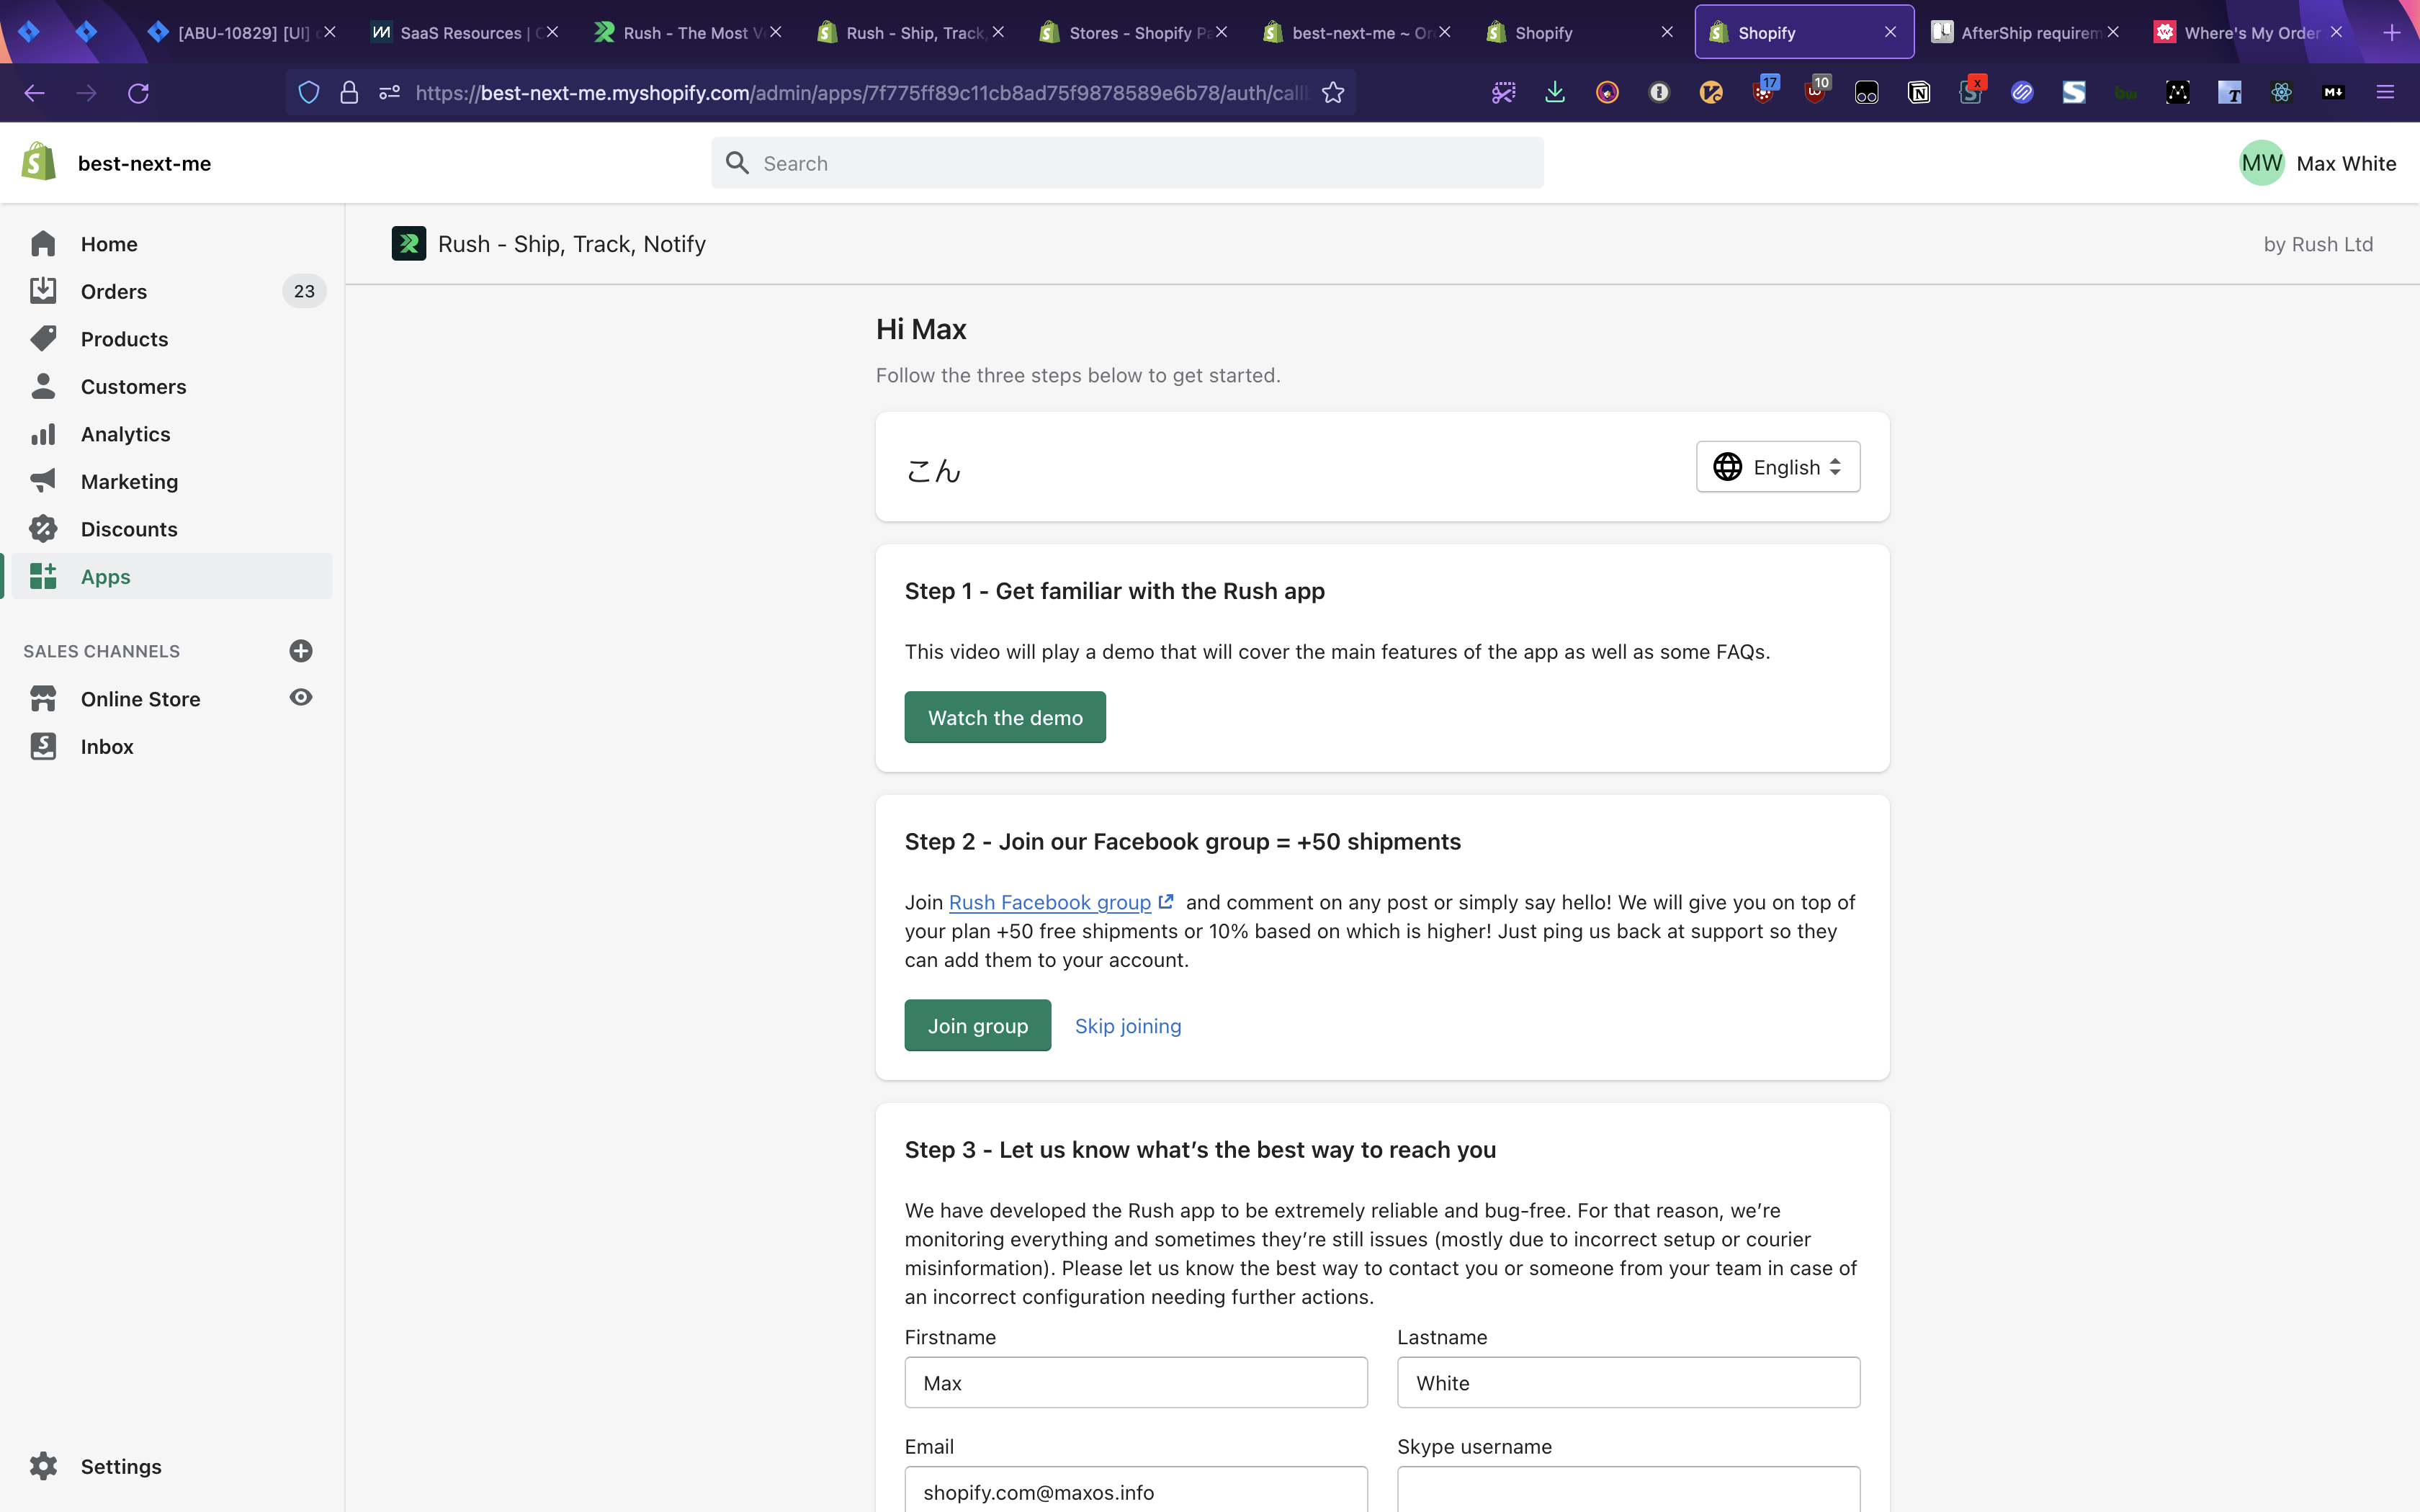 [ABU-10829] [UI]
SaaS Resources |
Rush - The Most
Rush - Ship, Track,
Stores - Shopify
best-next-me ~
Shopify
Shopify
AfterShip requirem
Where's My Order
https://best-next-me.myshopify.com/admin/apps/7f775ff89c11cb8ad75f9878589e6b78/auth/call
17
10
x
best-next-me
Search
MW
Max White
Home
Orders
23
Products
Customers
Analytics
Marketing
Discounts
Apps
SALES CHANNELS
Online Store
Inbox
Settings
Rush - Ship, Track, Notify
by Rush Ltd
Hi Max
Follow the three steps below to get started.
こん
English
Step 1 - Get familiar with the Rush app
This video will play a demo that will cover the main features of the app as well as some FAQs.
Watch the demo
Step 2 - Join our Facebook group = +50 shipments
Join Rush Facebook group and comment on any post or simply say hello! We will give you on top of
your plan +50 free shipments or 10% based on which is higher! Just ping us back at support so they
can add them to your account.
Join group
Skip joining
Step 3 - Let us know what’s the best way to reach you
We have developed the Rush app to be extremely reliable and bug-free. For that reason, we’re
monitoring everything and sometimes they’re still issues (mostly due to incorrect setup or courier
misinformation). Please let us know the best way to contact you or someone from your team in case of
an incorrect configuration needing further actions.
Firstname
Lastname
Max
White
Email
Skype username
shopify.com@maxos.info